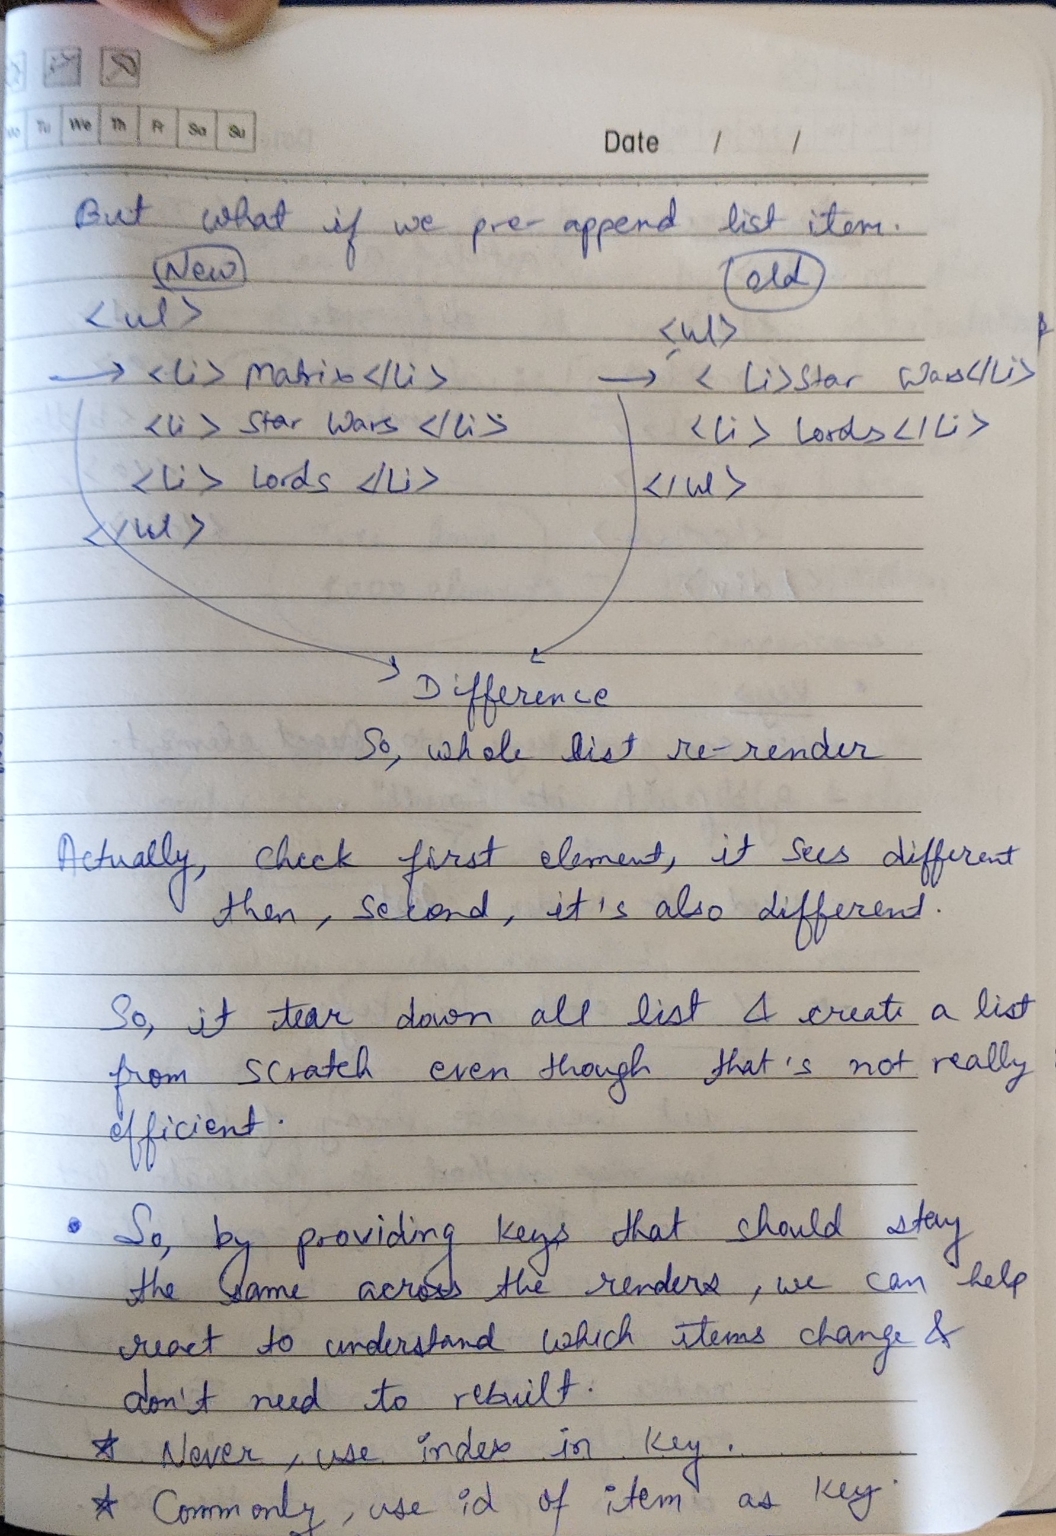 Tu We Th Fr Sa Su
Date / /
But what if we pre-append list item.
New old
<ul> <ul>
→ <li> Matrix</li> → < li>Star Wars</li>
<li> Star Wars </li> <li> Lords</li>
<li> Lords </li> </ul>
</ul>
Difference
So, whole list re-render
Actually, check first element, it sees different
then, second, it's also different.
So, it tear down all list & create a list
from scratch even though that's not really
efficient.
• So, by providing keys that should stay
the same across the renders, we can help
react to understand which items change &
don't need to rebuilt.
* Never, use index in key.
* Commonly, use id of item as key.